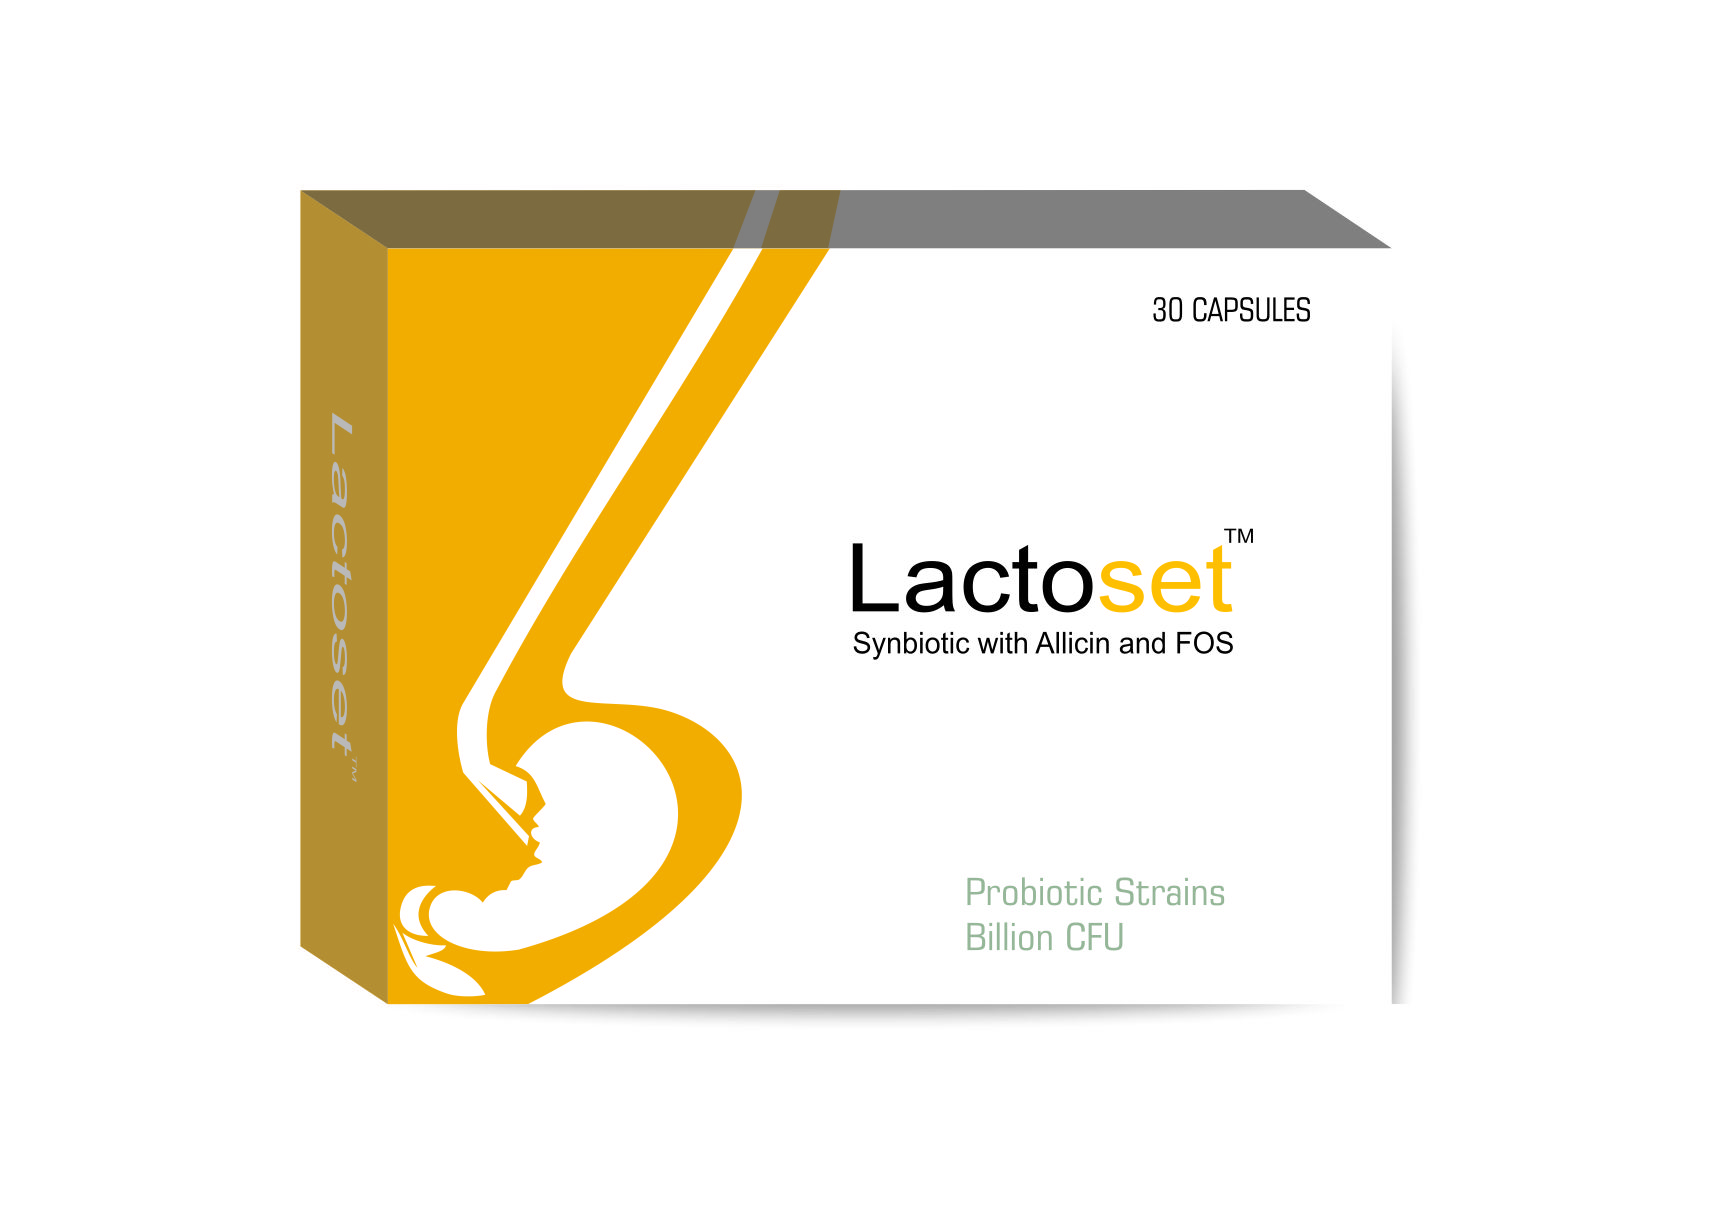 30 CAPSULES
Lactoset™
Synbiotic with Allicin and FOS
Probiotic Strains
Billion CFU
Lactoset™